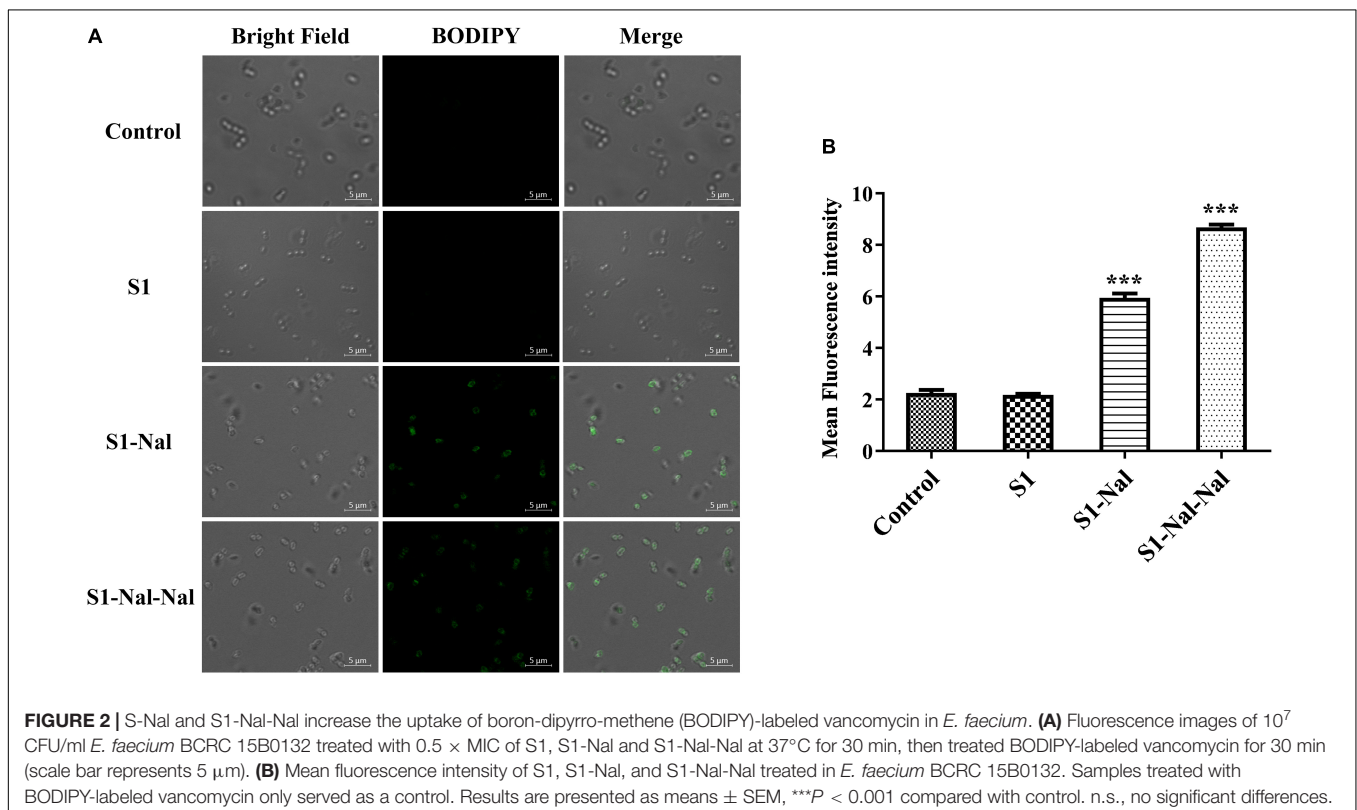 A
Bright Field BODIPY Merge
Control
5 μm 5 μm 5 μm
S1
5 μm 5 μm 5 μm
S1-Nal
5 μm 5 μm 5 μm
S1-Nal-Nal
5 μm 5 μm 5 μm
B
Mean Fluorescence intensity
10
8
6
4
2
0
***
***
Control
S1
S1-Nal
S1-Nal-Nal
FIGURE 2 | S-Nal and S1-Nal-Nal increase the uptake of boron-dipyrro-methene (BODIPY)-labeled vancomycin in E. faecium. (A) Fluorescence images of 10⁷
CFU/ml E. faecium BCRC 15B0132 treated with 0.5 × MIC of S1, S1-Nal and S1-Nal-Nal at 37°C for 30 min, then treated BODIPY-labeled vancomycin for 30 min
(scale bar represents 5 μm). (B) Mean fluorescence intensity of S1, S1-Nal, and S1-Nal-Nal treated in E. faecium BCRC 15B0132. Samples treated with
BODIPY-labeled vancomycin only served as a control. Results are presented as means ± SEM, ***P < 0.001 compared with control. n.s., no significant differences.